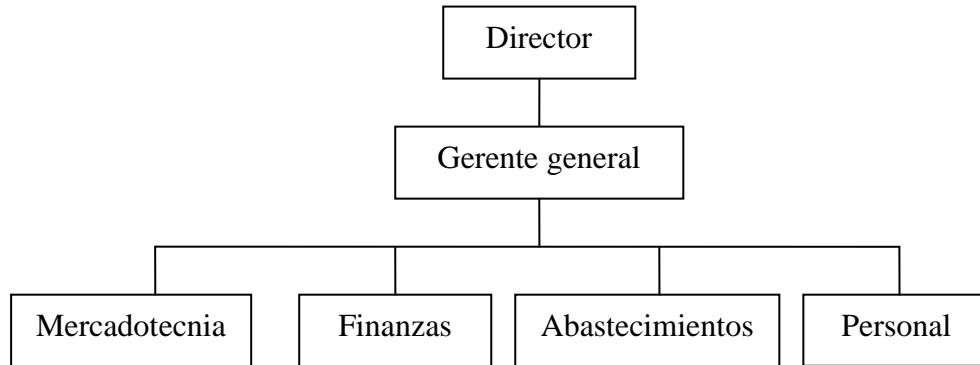 Director
Gerente general
Mercadotecnia
Finanzas
Abastecimientos
Personal